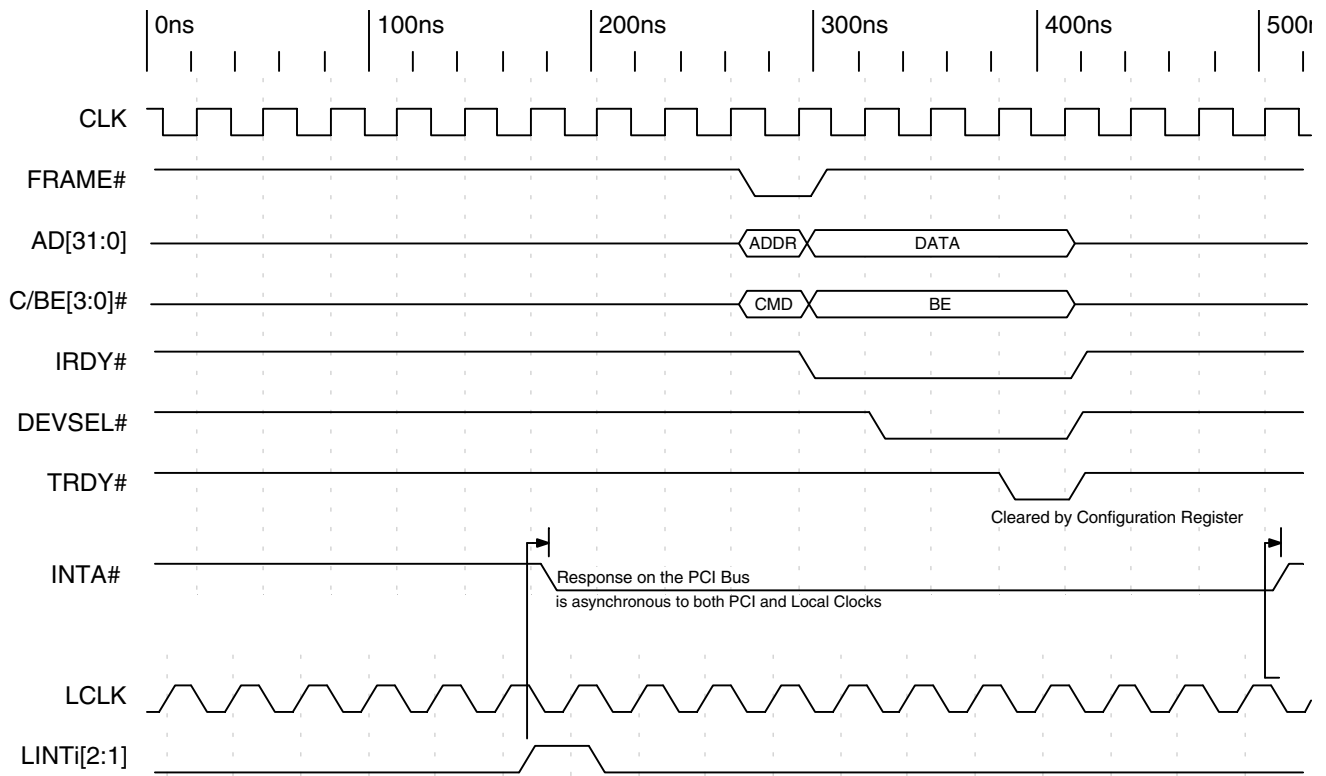 0ns 100ns 200ns 300ns 400ns 500n
CLK
FRAME#
AD[31:0] ADDR DATA
C/BE[3:0]# CMD BE
IRDY#
DEVSEL#
TRDY#
Cleared by Configuration Register
INTA#
Response on the PCI Bus
is asynchronous to both PCI and Local Clocks
LCLK
LINTi[2:1]